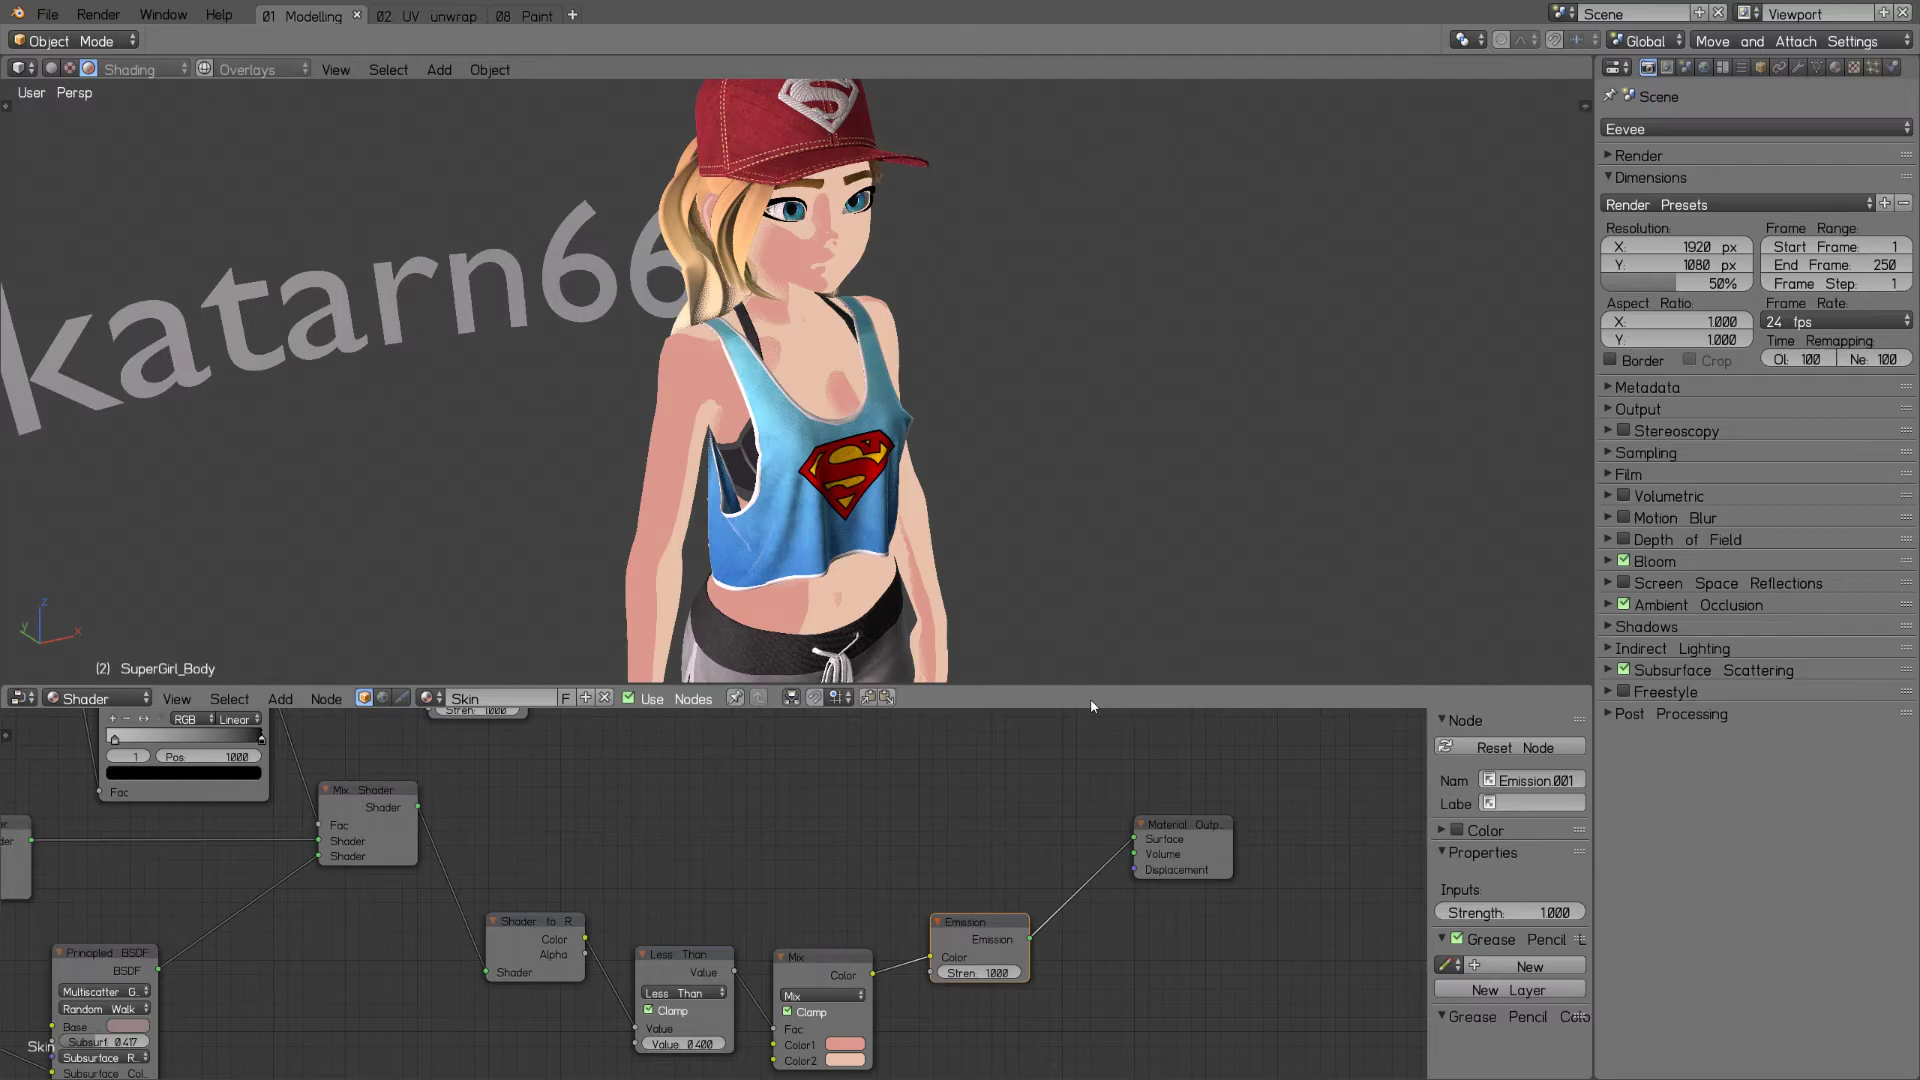 File Render Window Help 01 Modelling 02 UV unwrap 08 Paint Scene Viewport
Object Mode Global Move and Attach Settings
Shading Overlays View Select Add Object
User Persp
Scene
Eevee
Render
Dimensions
Render Presets
Resolution: Frame Range:
X: 1920 px Start Frame: 1
Y: 1080 px End Frame: 250
50% Frame Step: 1
Aspect Ratio: Frame Rate:
X: 1.000 24 fps
Y: 1.000 Time Remapping:
Border Crop Ol: 100 Ne: 100
Metadata
Output
Stereoscopy
Sampling
Film
Volumetric
Motion Blur
Depth of Field
Bloom
Screen Space Reflections
Ambient Occlusion
Shadows
Indirect Lighting
Subsurface Scattering
Freestyle
Post Processing
katarn66
S
S
z
y x
(2) SuperGirl_Body
Shader View Select Add Node Skin F Use Nodes
RGB Linear
1 Pos: 1.000
Fac
Stren: 1.000
Mix Shader
Shader
Fac
Shader
Shader
Principled BSDF
BSDF
Multiscatter G..
Random Walk
Base
Subsurf: 0.417
Subsurface R..
Subsurface Col..
Skin
Shader to R..
Color
Alpha
Shader
Less Than
Value
Less Than
Clamp
Value
Value: 0.400
Mix
Color
Mix
Clamp
Fac
Color1
Color2
Emission
Emission
Color
Stren: 1.000
Material Outp..
Surface
Volume
Displacement
Node
Reset Node
Nam Emission.001
Labe
Color
Properties
Inputs:
Strength: 1.000
Grease Pencil
New
New Layer
Grease Pencil Colo